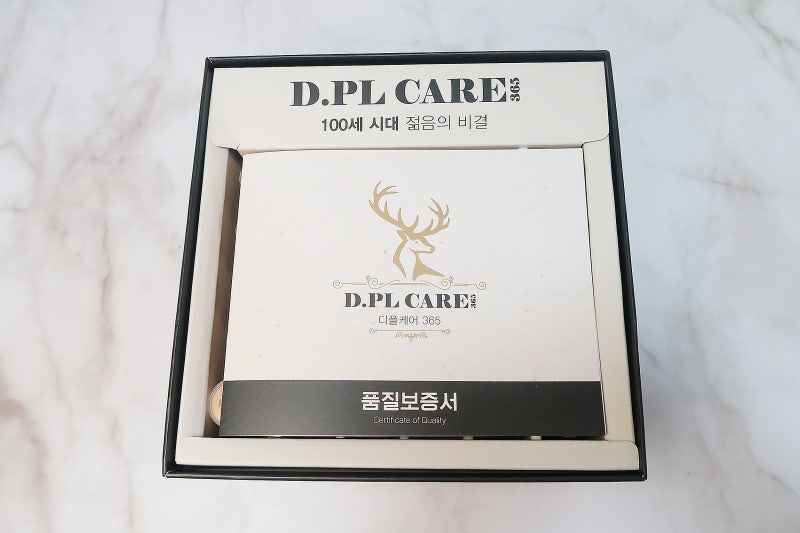 D.PL CARE 365
100세 시대 젊음의 비결
D.PL CARE 365
디플케어 365
품질보증서
Certificate of Quality